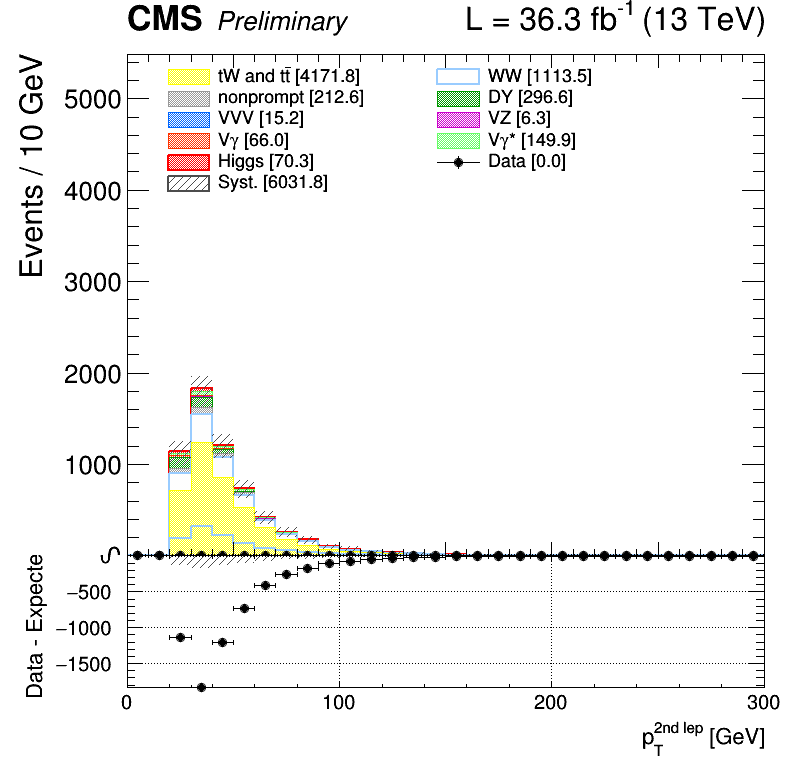 CMS Preliminary L = 36.3 fb⁻¹ (13 TeV)
Events / 10 GeV
5000
4000
3000
2000
1000
0
tW and tt̄ [4171.8]
nonprompt [212.6]
VVV [15.2]
Vγ [66.0]
Higgs [70.3]
Syst. [6031.8]
WW [1113.5]
DY [296.6]
VZ [6.3]
Vγ* [149.9]
Data [0.0]
Data - Expecte
−500
−1000
−1500
0 100 200 300
p_T^2nd lep [GeV]